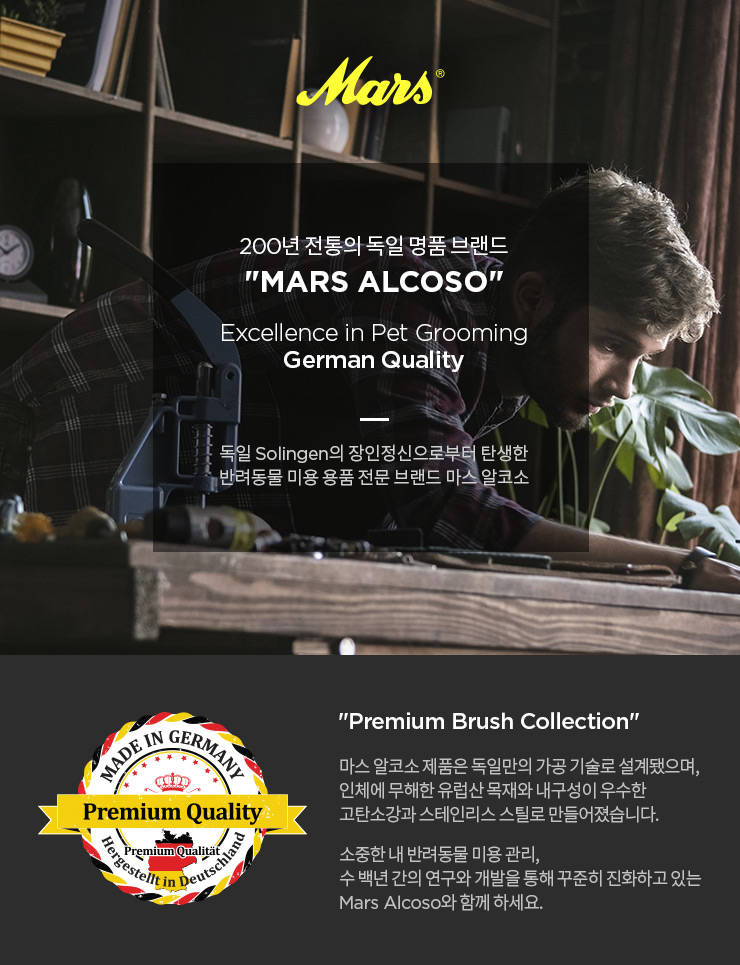 Mars®
200년 전통의 독일 명품 브랜드
"MARS ALCOSO"
Excellence in Pet Grooming
German Quality
독일 Solingen의 장인정신으로부터 탄생한
반려동물 미용 용품 전문 브랜드 마스 알코소
MADE IN GERMANY
Premium Quality
Premium Qualität
Hergestellt in Deutschland
"Premium Brush Collection"
마스 알코소 제품은 독일만의 가공 기술로 설계됐으며,
인체에 무해한 유럽산 목재와 내구성이 우수한
고탄소강과 스테인리스 스틸로 만들어졌습니다.
소중한 내 반려동물 미용 관리,
수 백년 간의 연구와 개발을 통해 꾸준히 진화하고 있는
Mars Alcoso와 함께 하세요.